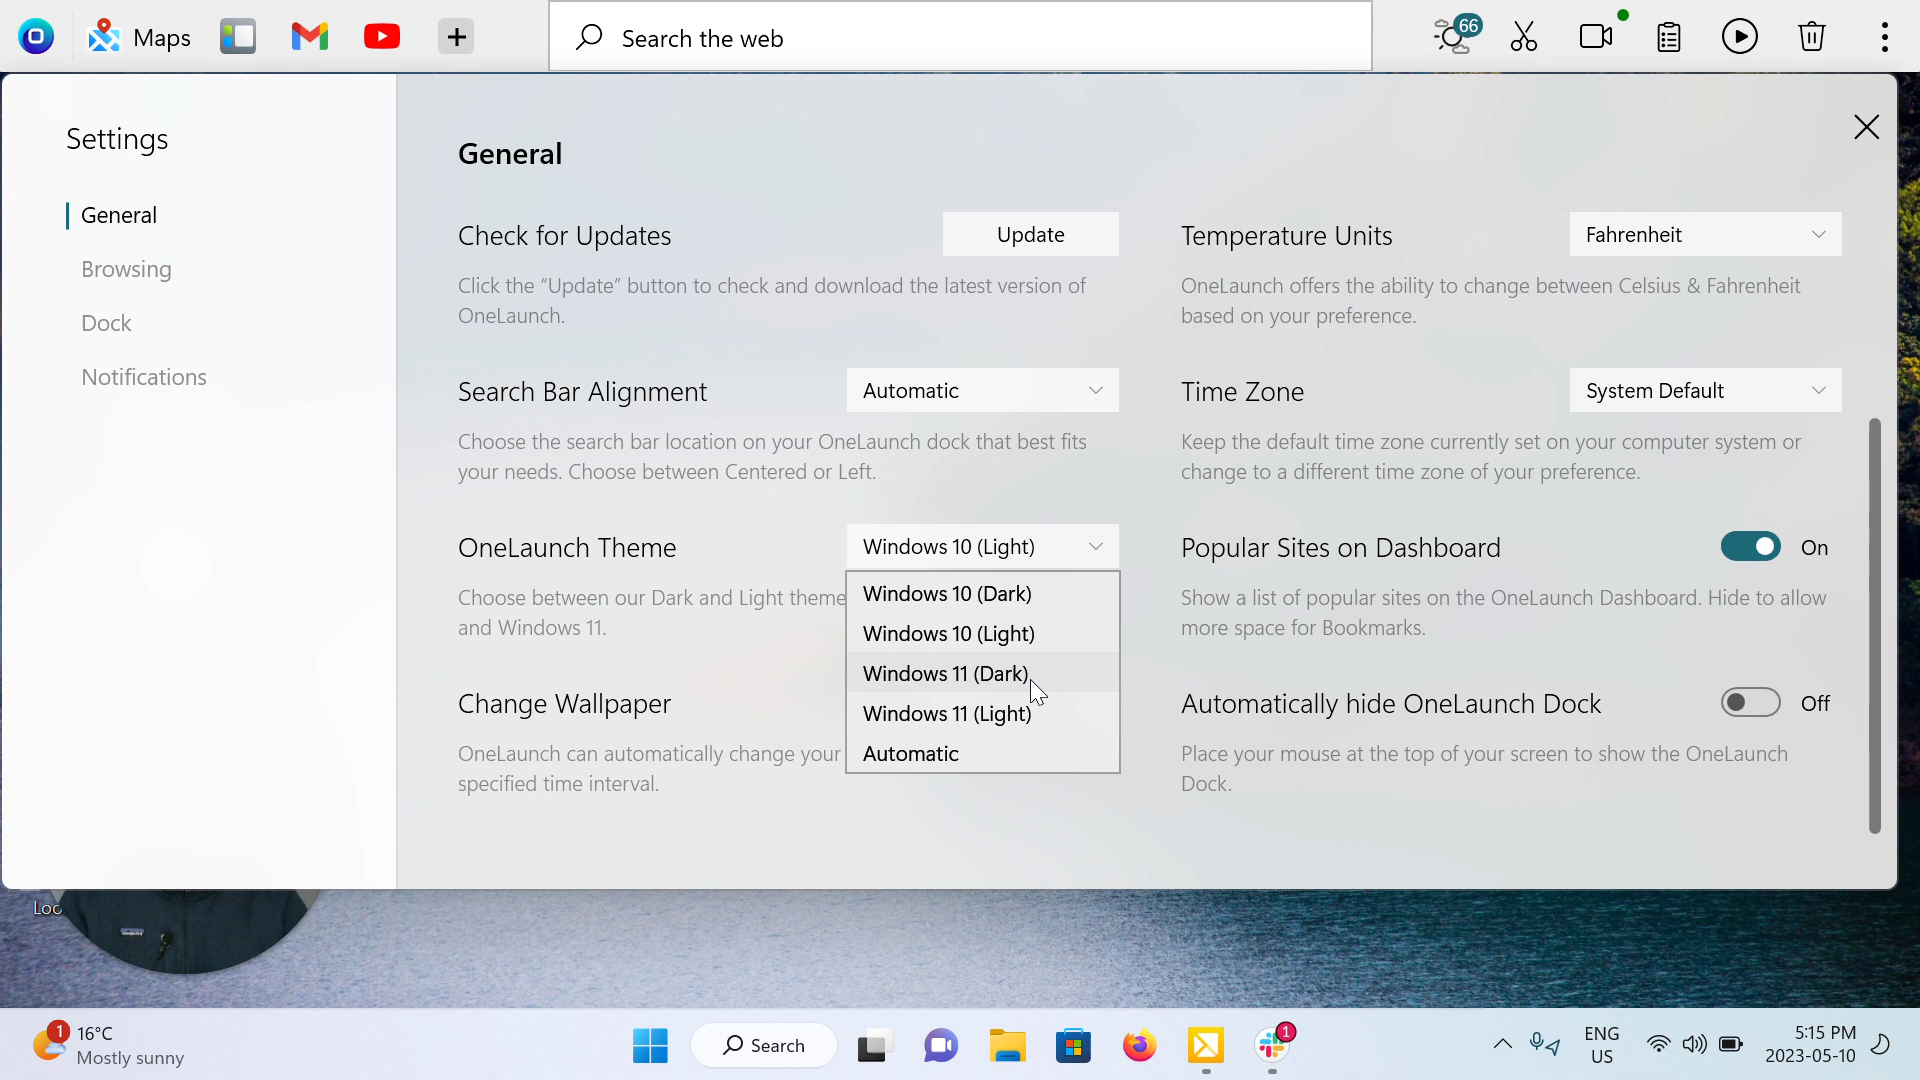 Maps
Search the web
66
Settings
General
Browsing
Dock
Notifications
General
Check for Updates
Update
Click the “Update” button to check and download the latest version of
OneLaunch.
Search Bar Alignment
Automatic
Choose the search bar location on your OneLaunch dock that best fits
your needs. Choose between Centered or Left.
OneLaunch Theme
Windows 10 (Light)
Choose between our Dark and Light theme
and Windows 11.
Windows 10 (Dark)
Windows 10 (Light)
Windows 11 (Dark)
Windows 11 (Light)
Automatic
Change Wallpaper
OneLaunch can automatically change your
specified time interval.
Temperature Units
Fahrenheit
OneLaunch offers the ability to change between Celsius & Fahrenheit
based on your preference.
Time Zone
System Default
Keep the default time zone currently set on your computer system or
change to a different time zone of your preference.
Popular Sites on Dashboard
On
Show a list of popular sites on the OneLaunch Dashboard. Hide to allow
more space for Bookmarks.
Automatically hide OneLaunch Dock
Off
Place your mouse at the top of your screen to show the OneLaunch
Dock.
Loc
1
16°C
Mostly sunny
Search
1
ENG
US
5:15 PM
2023-05-10